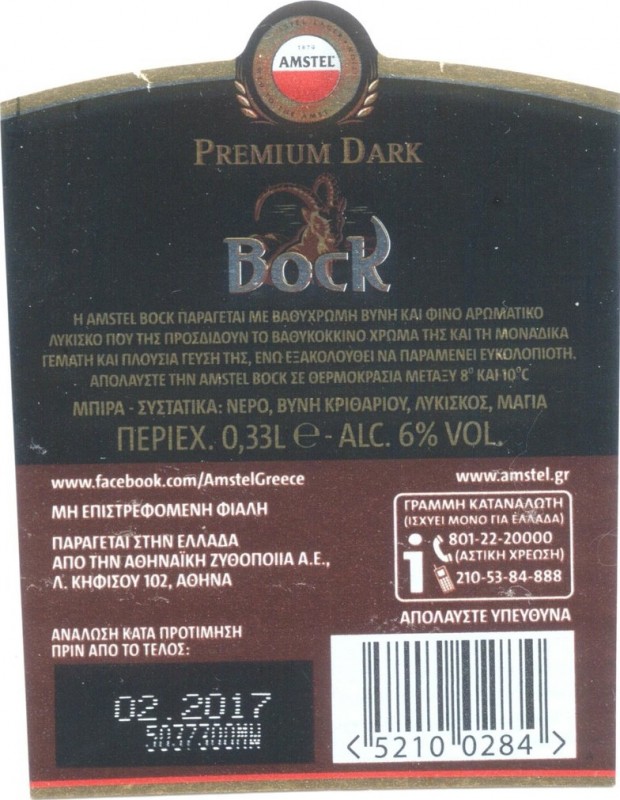 1870
AMSTEL
PREMIUM DARK
BOCK
Η AMSTEL BOCK ΠΑΡΑΓΕΤΑΙ ΜΕ ΒΑΘΥΧΡΩΜΗ ΒΥΝΗ ΚΑΙ ΦΙΝΟ ΑΡΩΜΑΤΙΚΟ
ΛΥΚΙΣΚΟ ΠΟΥ ΤΗΣ ΠΡΟΣΔΙΔΟΥΝ ΤΟ ΒΑΘΥΚΟΚΚΙΝΟ ΧΡΩΜΑ ΤΗΣ ΚΑΙ ΤΗ ΜΟΝΑΔΙΚΑ
ΓΕΜΑΤΗ ΚΑΙ ΠΛΟΥΣΙΑ ΓΕΥΣΗ ΤΗΣ, ΕΝΩ ΕΞΑΚΟΛΟΥΘΕΙ ΝΑ ΠΑΡΑΜΕΝΕΙ ΕΥΚΟΛΟΠΙΟΤΗ.
ΑΠΟΛΑΥΣΤΕ ΤΗΝ AMSTEL BOCK ΣΕ ΘΕΡΜΟΚΡΑΣΙΑ ΜΕΤΑΞΥ 8° ΚΑΙ 10°C
ΜΠΙΡΑ - ΣΥΣΤΑΤΙΚΑ: ΝΕΡΟ, ΒΥΝΗ ΚΡΙΘΑΡΙΟΥ, ΛΥΚΙΣΚΟΣ, ΜΑΓΙΑ
ΠΕΡΙΕΧ. 0,33L ℮ - ALC. 6% VOL.
www.facebook.com/AmstelGreece
www.amstel.gr
ΜΗ ΕΠΙΣΤΡΕΦΟΜΕΝΗ ΦΙΑΛΗ
ΠΑΡΑΓΕΤΑΙ ΣΤΗΝ ΕΛΛΑΔΑ
ΑΠΟ ΤΗΝ ΑΘΗΝΑΪΚΗ ΖΥΘΟΠΟΙΙΑ Α.Ε.,
Λ. ΚΗΦΙΣΟΥ 102, ΑΘΗΝΑ
ΓΡΑΜΜΗ ΚΑΤΑΝΑΛΩΤΗ
(ΙΣΧΥΕΙ ΜΟΝΟ ΓΙΑ ΕΛΛΑΔΑ)
801-22-20000
(ΑΣΤΙΚΗ ΧΡΕΩΣΗ)
210-53-84-888
ΑΠΟΛΑΥΣΤΕ ΥΠΕΥΘΥΝΑ
ΑΝΑΛΩΣΗ ΚΑΤΑ ΠΡΟΤΙΜΗΣΗ
ΠΡΙΝ ΑΠΟ ΤΟ ΤΕΛΟΣ:
02.2017
5037300MW
<5210 0284>